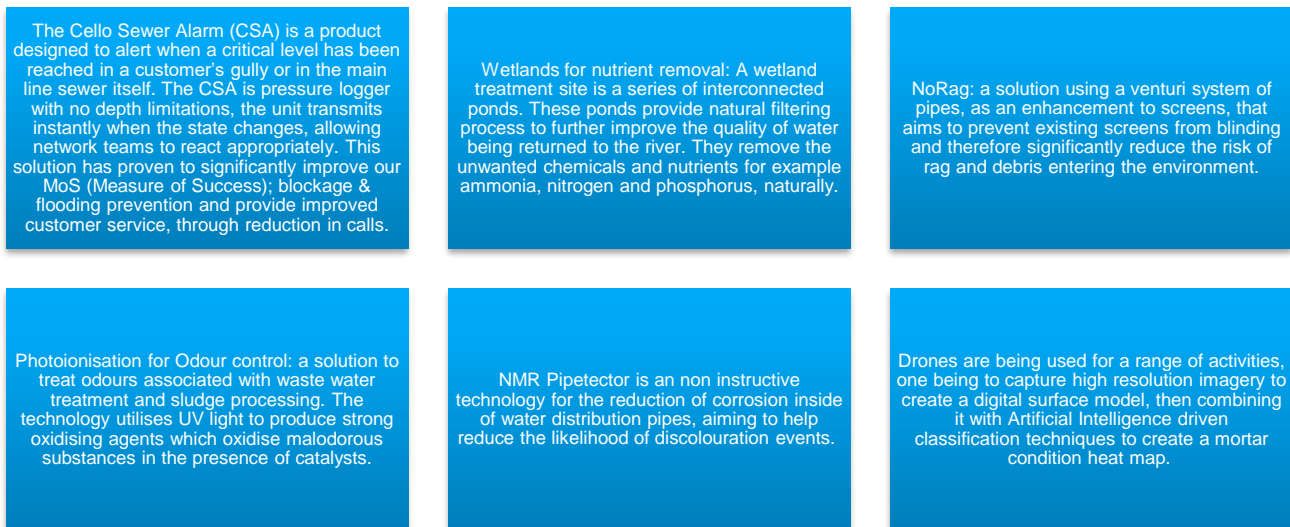 The Cello Sewer Alarm (CSA) is a product
designed to alert when a critical level has been
reached in a customer's gully or in the main
line sewer itself. The CSA is pressure logger
with no depth limitations, the unit transmits
instantly when the state changes, allowing
network teams to react appropriately. This
solution has proven to significantly improve our
MoS (Measure of Success); blockage &
flooding prevention and provide improved
customer service, through reduction in calls.
Wetlands for nutrient removal: A wetland
treatment site is a series of interconnected
ponds. These ponds provide natural filtering
process to further improve the quality of water
being returned to the river. They remove the
unwanted chemicals and nutrients for example
ammonia, nitrogen and phosphorus, naturally.
NoRag: a solution using a venturi system of
pipes, as an enhancement to screens, that
aims to prevent existing screens from blinding
and therefore significantly reduce the risk of
rag and debris entering the environment.
Photoionisation for Odour control: a solution to
treat odours associated with waste water
treatment and sludge processing. The
technology utilises UV light to produce strong
oxidising agents which oxidise malodorous
substances in the presence of catalysts.
NMR Pipetector is an non instructive
technology for the reduction of corrosion inside
of water distribution pipes, aiming to help
reduce the likelihood of discolouration events.
Drones are being used for a range of activities,
one being to capture high resolution imagery to
create a digital surface model, then combining
it with Artificial Intelligence driven
classification techniques to create a mortar
condition heat map.